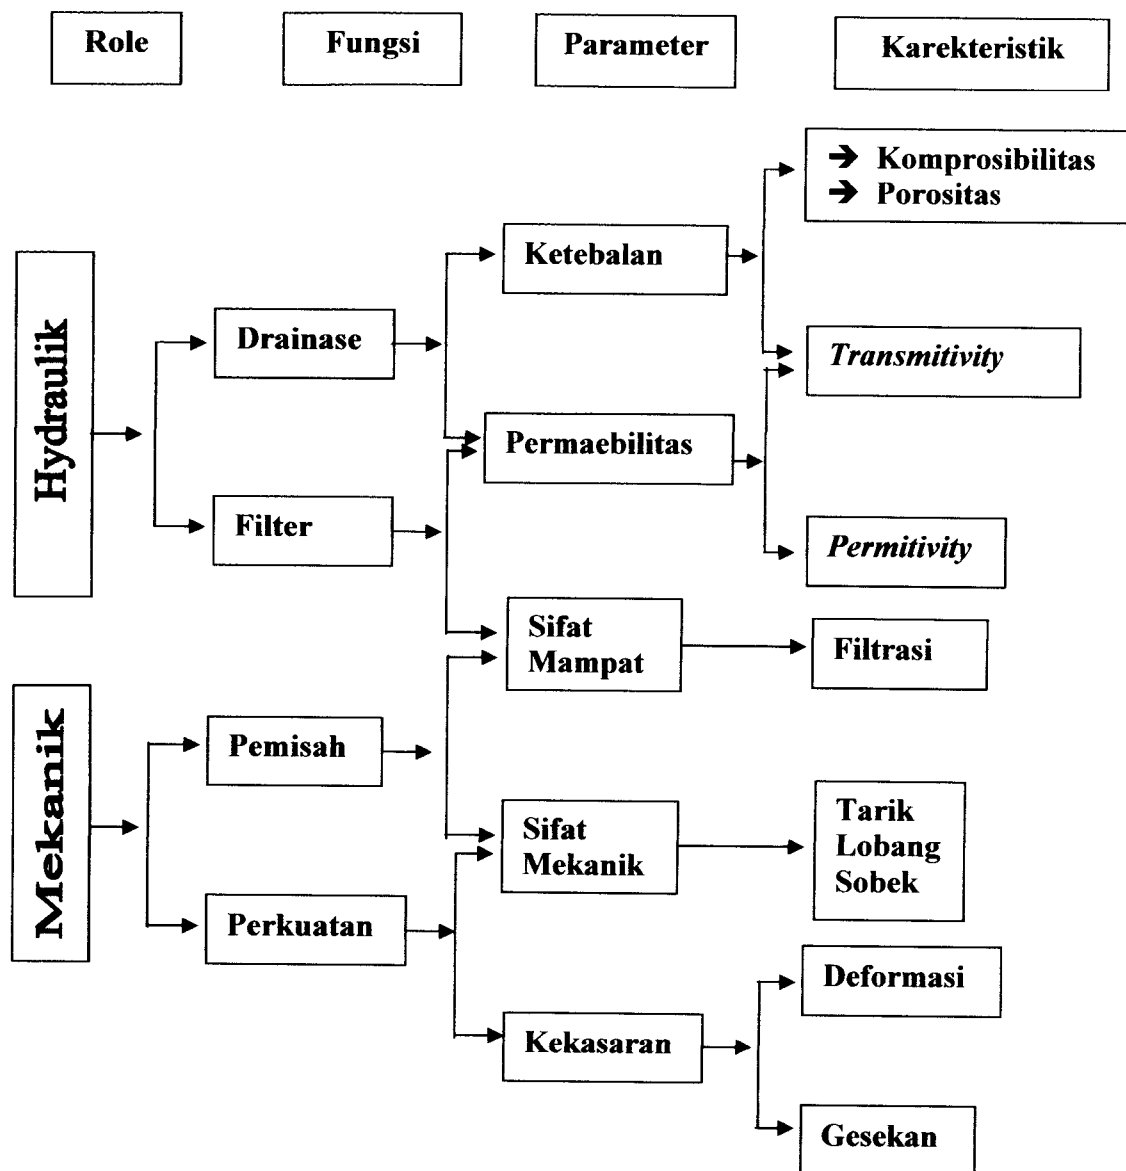 Role
Fungsi
Parameter
Karekteristik
➔ Komprosibilitas
➔ Porositas
Ketebalan
Hydraulik
Drainase
Transmitivity
Permaebilitas
Filter
Permitivity
Sifat
Mampat
Filtrasi
Mekanik
Pemisah
Sifat
Mekanik
Tarik
Lobang
Sobek
Perkuatan
Deformasi
Kekasaran
Gesekan